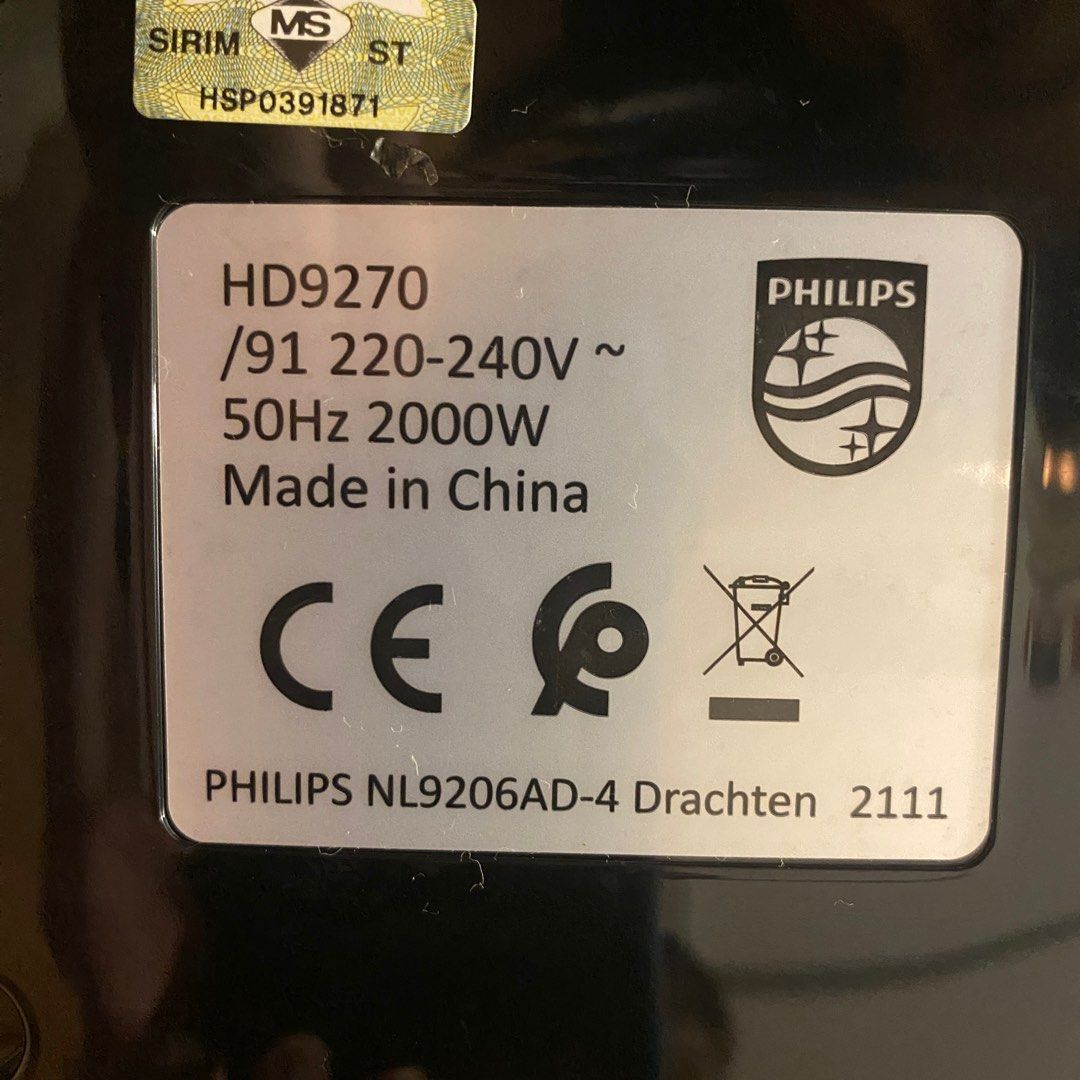 SIRIM MS ST
HSP0391871
HD9270
/91 220-240V ~
50Hz 2000W
Made in China
PHILIPS
CE
PHILIPS NL9206AD-4 Drachten 2111